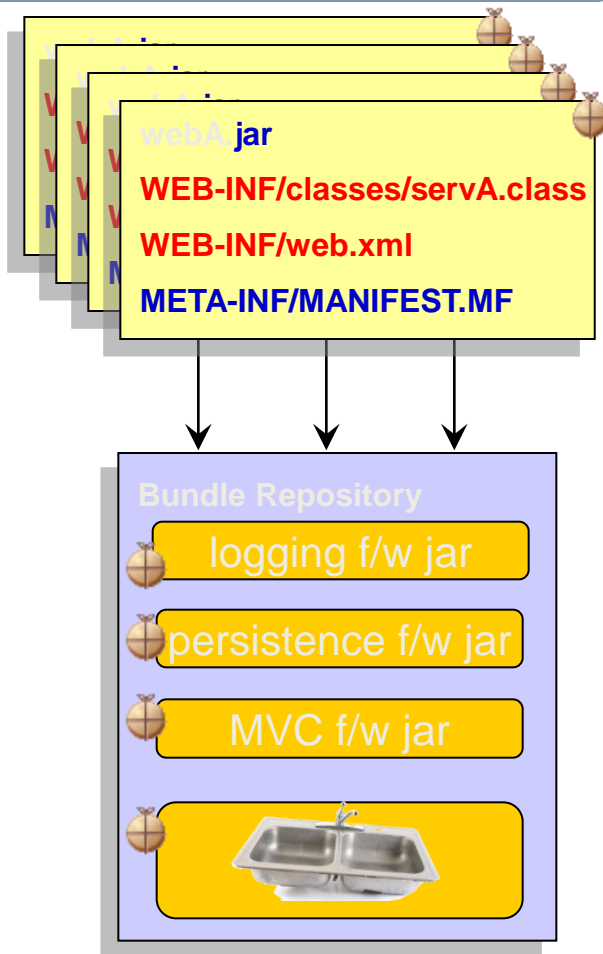 webA.jar
WEB-INF/classes/servA.class
WEB-INF/web.xml
META-INF/MANIFEST.MF
Bundle Repository
logging f/w jar
persistence f/w jar
MVC f/w jar